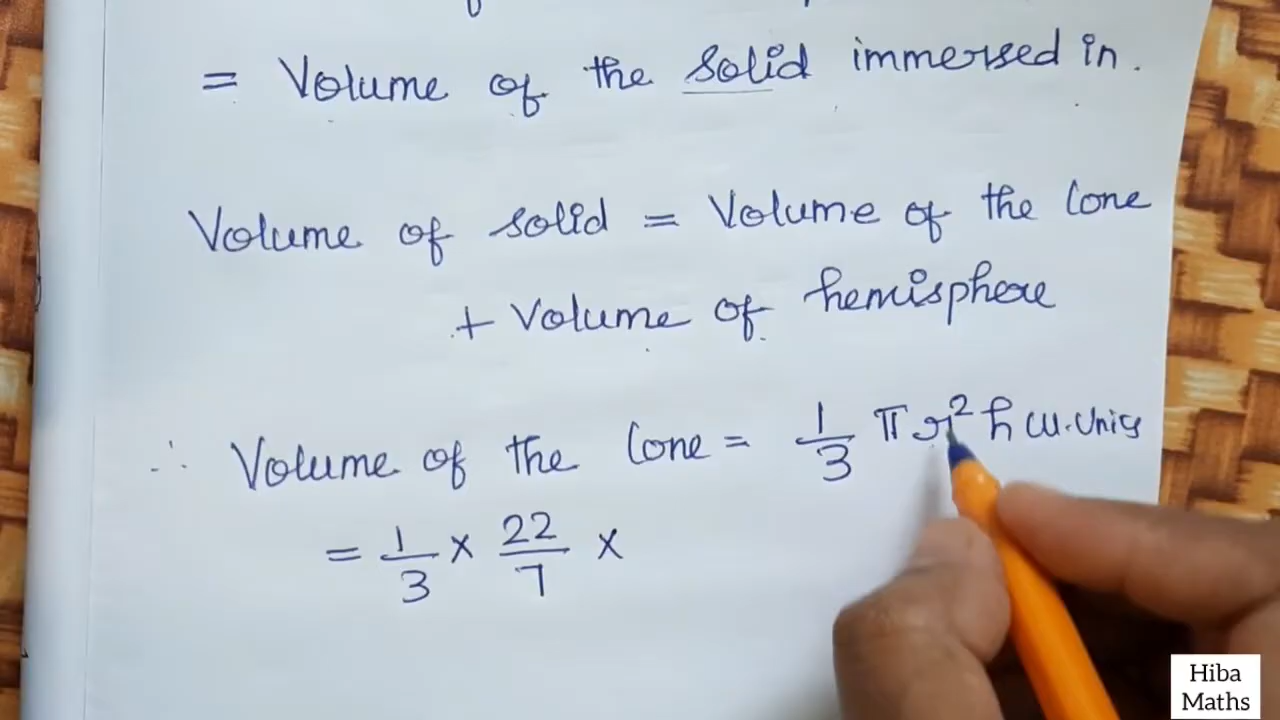 = Volume of the solid immersed in.
Volume of solid = Volume of the Cone
+ Volume of hemisphere
∴ Volume of the Cone = 1/3 π r² h cu. Units
= 1/3 × 22/7 ×
Hiba
Maths